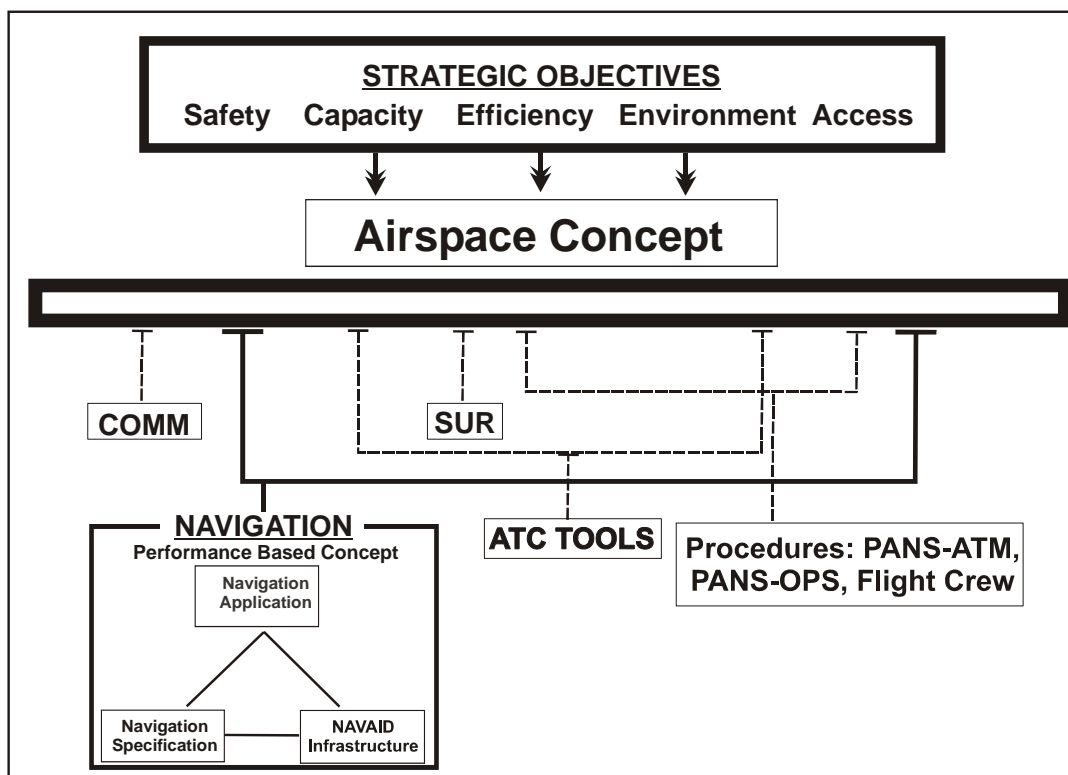 STRATEGIC OBJECTIVES
Safety Capacity Efficiency Environment Access
Airspace Concept
COMM
SUR
NAVIGATION
Performance Based Concept
Navigation
Application
Navigation
Specification
NAVAID
Infrastructure
ATC TOOLS
Procedures: PANS-ATM,
PANS-OPS, Flight Crew